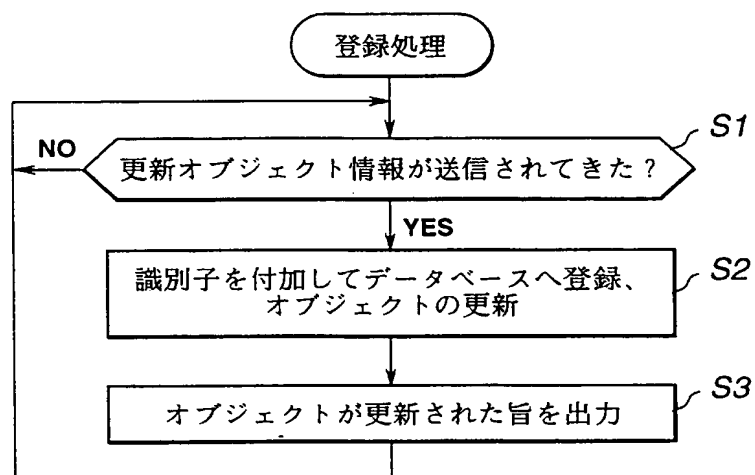 登録処理
S1
NO
更新オブジェクト情報が送信されてきた?
YES
S2
識別子を付加してデータベースへ登録、
オブジェクトの更新
S3
オブジェクトが更新された旨を出力